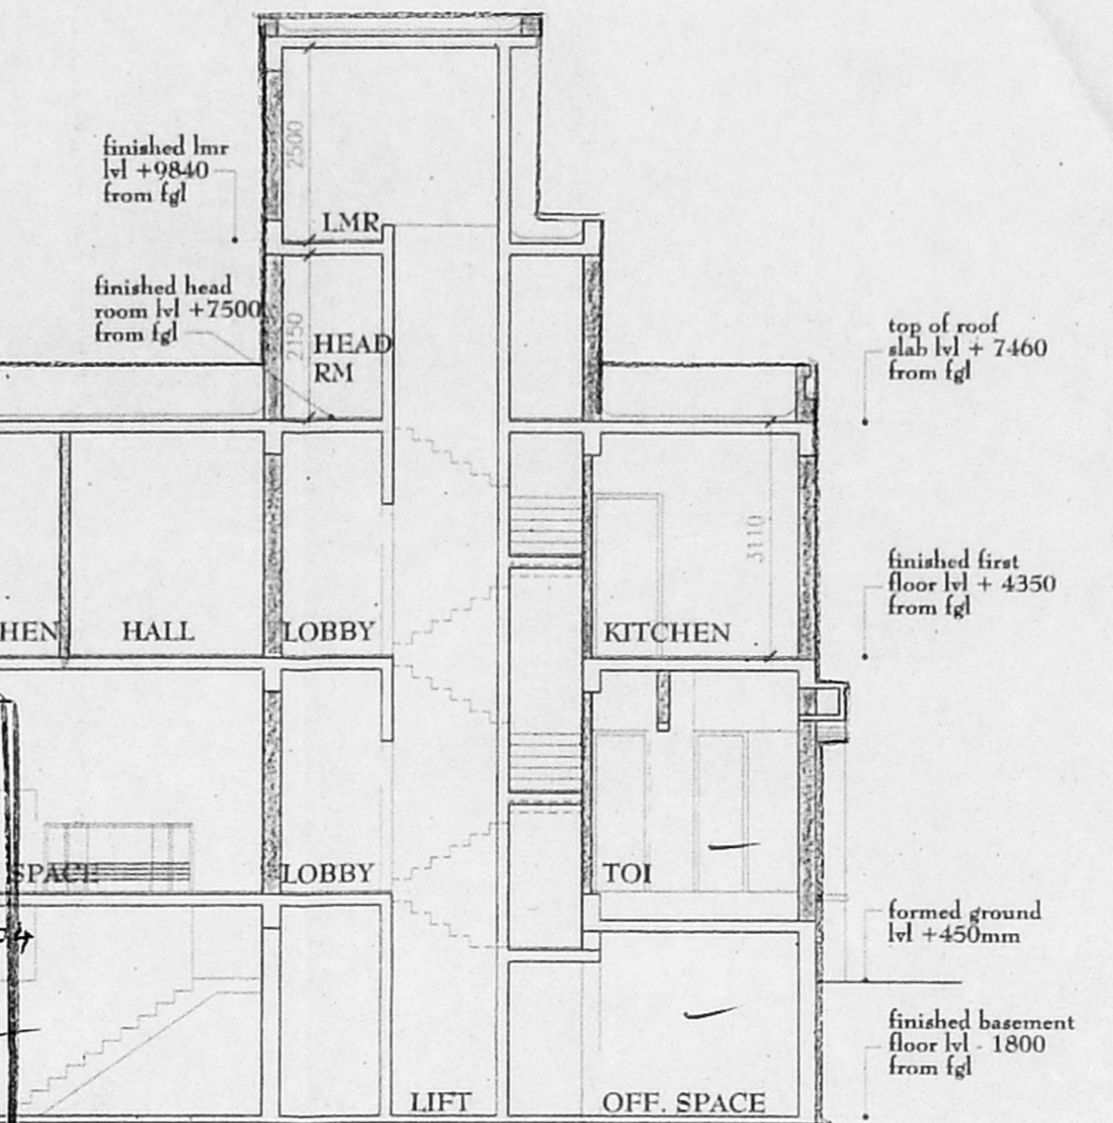 finished lmr
lvl +9840
from fgl
2500
LMR
finished head
room lvl +7500
from fgl
2150
HEAD
RM
top of roof
slab lvl + 7460
from fgl
3110
finished first
floor lvl + 4350
from fgl
HEN
HALL
LOBBY
KITCHEN
SPACE
LOBBY
TOI
formed ground
lvl +450mm
finished basement
floor lvl - 1800
from fgl
LIFT
OFF. SPACE